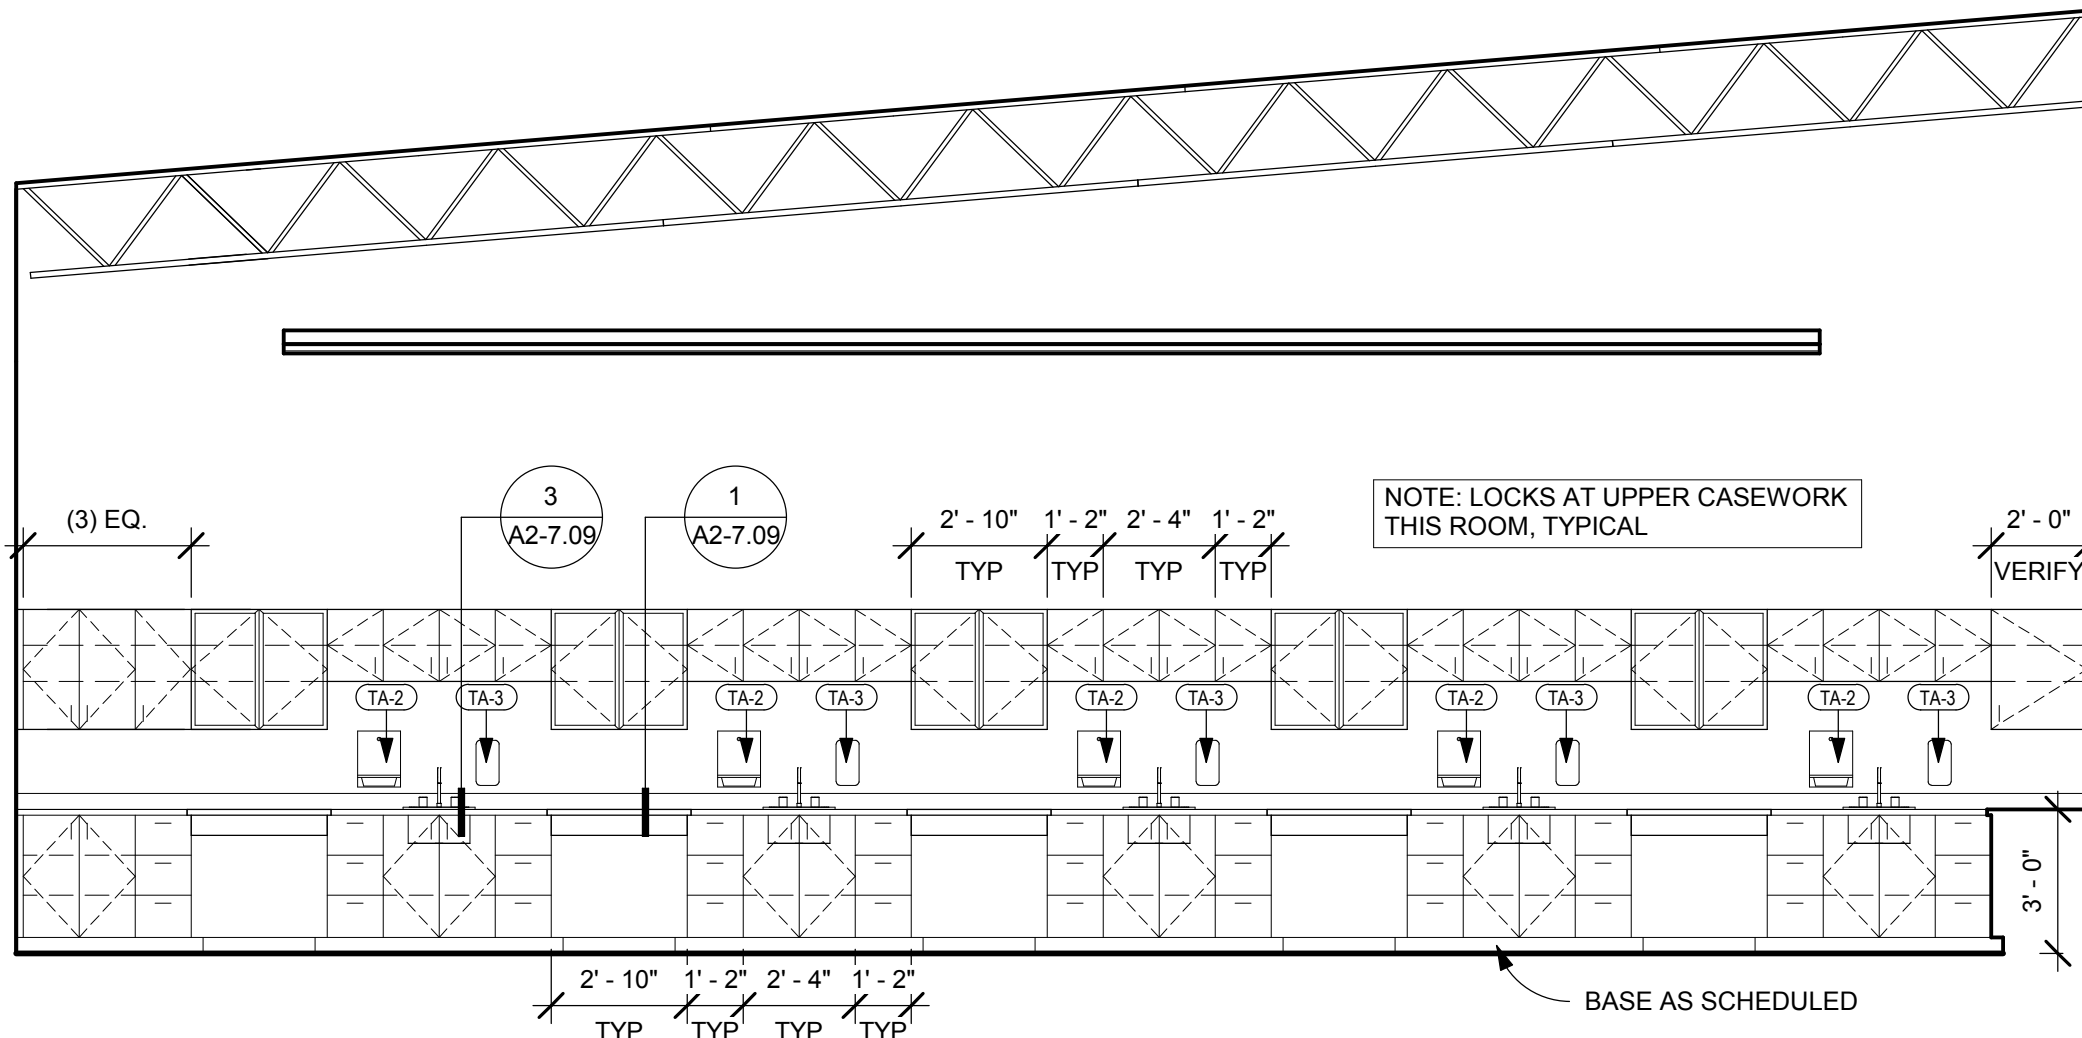 3
A2-7.09
1
A2-7.09
NOTE: LOCKS AT UPPER CASEWORK
THIS ROOM, TYPICAL
(3) EQ.
2' - 10" 1' - 2" 2' - 4" 1' - 2"
TYP TYP TYP TYP
2' - 0"
VERIFY
TA-2 TA-3 TA-2 TA-3 TA-2 TA-3 TA-2 TA-3 TA-2 TA-3
3' - 0"
2' - 10" 1' - 2" 2' - 4" 1' - 2"
TYP TYP TYP TYP
BASE AS SCHEDULED